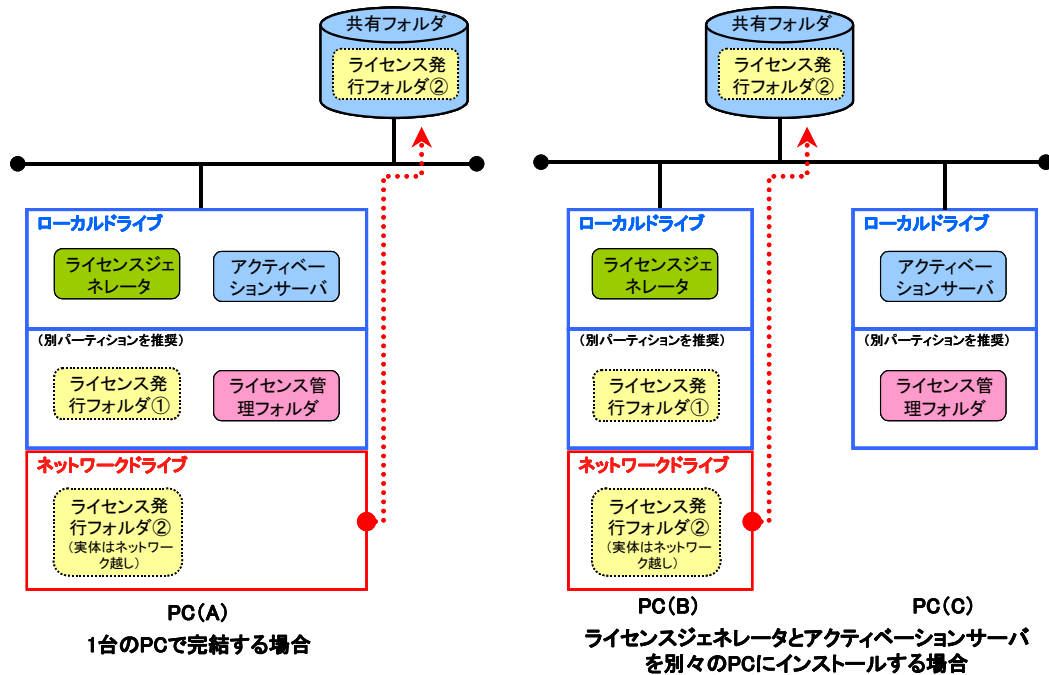 共有フォルダ
ライセンス発
行フォルダ②
ローカルドライブ
ライセンスジェ
ネレータ
アクティベー
ションサーバ
(別パーティションを推奨)
ライセンス発
行フォルダ①
ライセンス管
理フォルダ
ネットワークドライブ
ライセンス発
行フォルダ②
(実体はネットワー
ク越し)
PC(A)
1台のPCで完結する場合
共有フォルダ
ライセンス発
行フォルダ②
ローカルドライブ
ライセンスジェ
ネレータ
(別パーティションを推奨)
ライセンス発
行フォルダ①
ネットワークドライブ
ライセンス発
行フォルダ②
(実体はネットワー
ク越し)
PC(B)
ローカルドライブ
アクティベー
ションサーバ
(別パーティションを推奨)
ライセンス管
理フォルダ
PC(C)
ライセンスジェネレータとアクティベーションサーバ
を別々のPCにインストールする場合